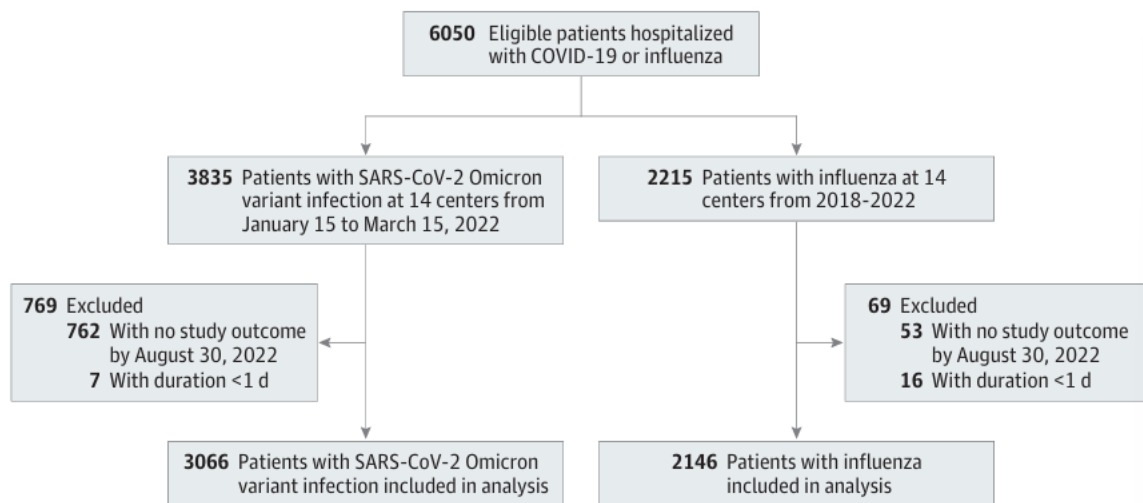 6050 Eligible patients hospitalized
with COVID-19 or influenza
3835 Patients with SARS-CoV-2 Omicron
variant infection at 14 centers from
January 15 to March 15, 2022
2215 Patients with influenza at 14
centers from 2018-2022
769 Excluded
762 With no study outcome
by August 30, 2022
7 With duration <1 d
69 Excluded
53 With no study outcome
by August 30, 2022
16 With duration <1 d
3066 Patients with SARS-CoV-2 Omicron
variant infection included in analysis
2146 Patients with influenza
included in analysis